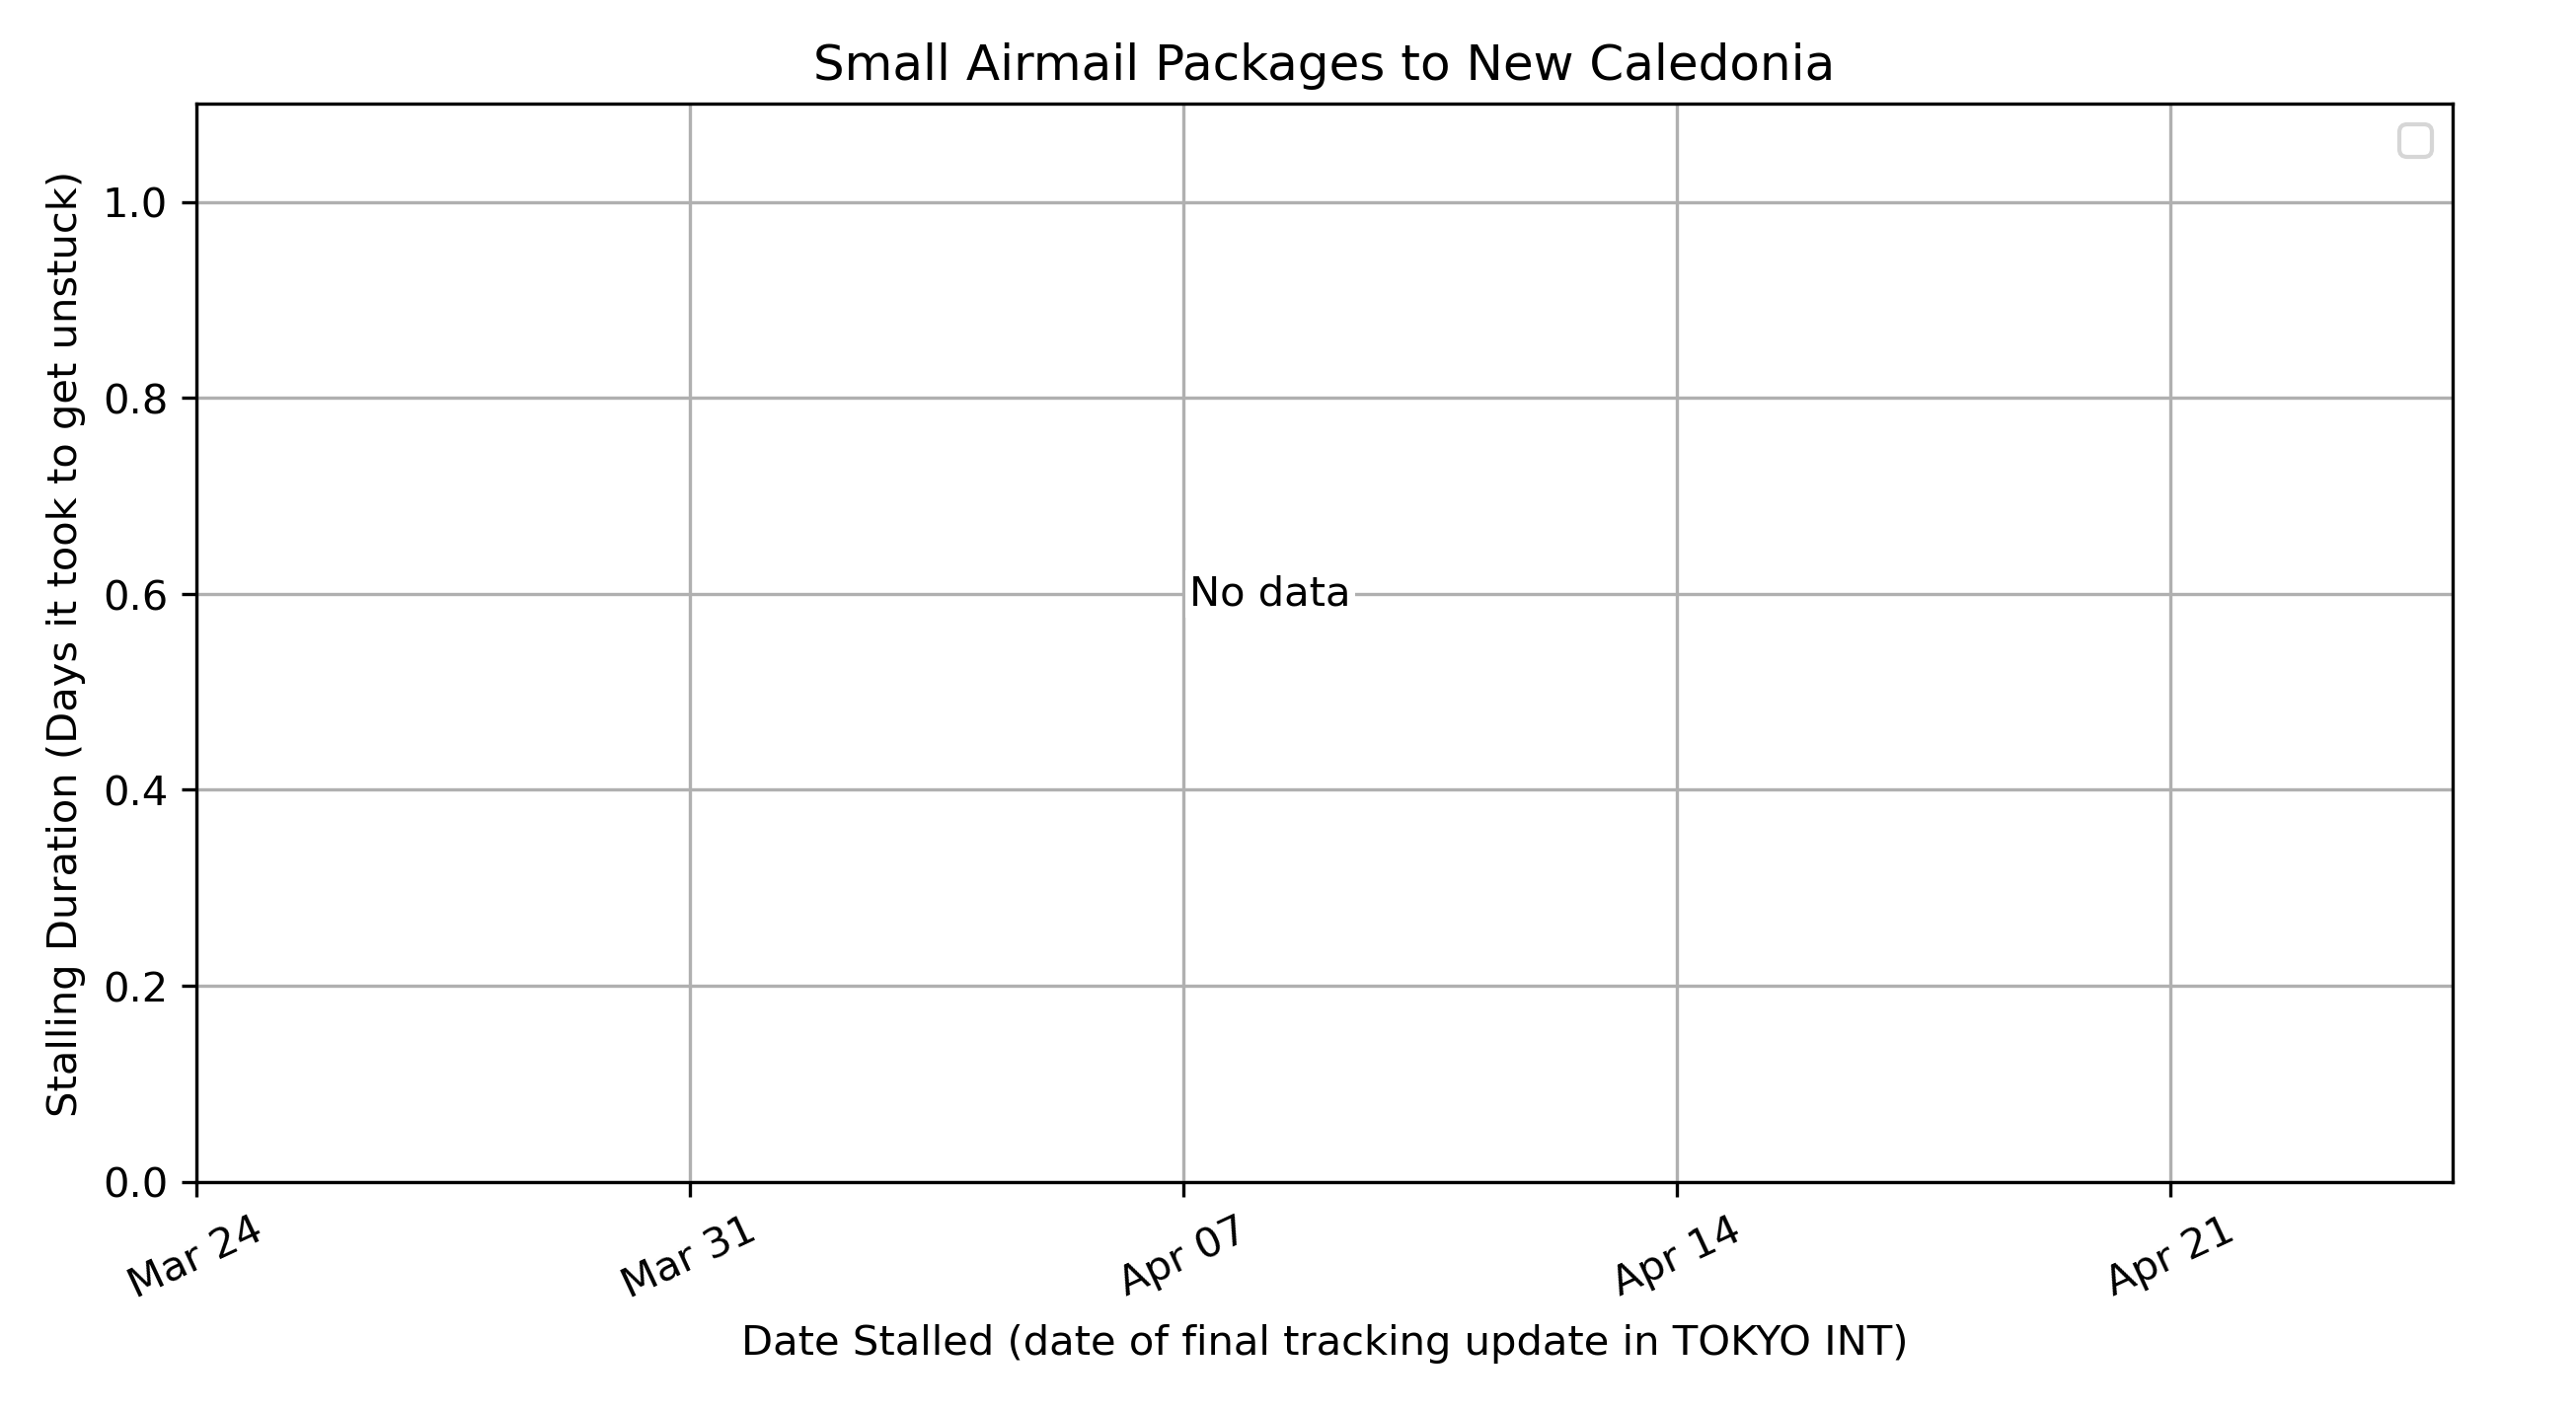 Small Airmail Packages to New Caledonia
Stalling Duration (Days it took to get unstuck)
1.0
0.8
0.6
0.4
0.2
0.0
No data
Mar 24
Mar 31
Apr 07
Apr 14
Apr 21
Date Stalled (date of final tracking update in TOKYO INT)